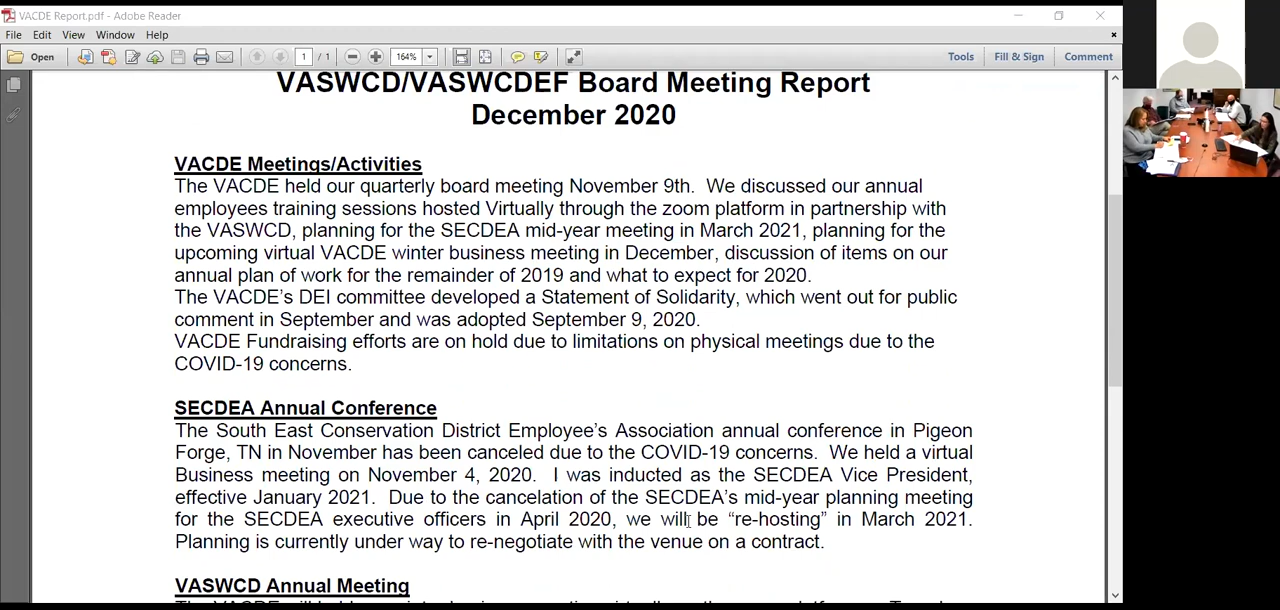 VACDE Report.pdf - Adobe Reader
File Edit View Window Help
Open 1 / 1 164% Tools Fill & Sign Comment
VASWCD/VASWCDEF Board Meeting Report
December 2020
VACDE Meetings/Activities
The VACDE held our quarterly board meeting November 9th. We discussed our annual
employees training sessions hosted Virtually through the zoom platform in partnership with
the VASWCD, planning for the SECDEA mid-year meeting in March 2021, planning for the
upcoming virtual VACDE winter business meeting in December, discussion of items on our
annual plan of work for the remainder of 2019 and what to expect for 2020.
The VACDE's DEI committee developed a Statement of Solidarity, which went out for public
comment in September and was adopted September 9, 2020.
VACDE Fundraising efforts are on hold due to limitations on physical meetings due to the
COVID-19 concerns.
SECDEA Annual Conference
The South East Conservation District Employee's Association annual conference in Pigeon
Forge, TN in November has been canceled due to the COVID-19 concerns. We held a virtual
Business meeting on November 4, 2020. I was inducted as the SECDEA Vice President,
effective January 2021. Due to the cancelation of the SECDEA's mid-year planning meeting
for the SECDEA executive officers in April 2020, we will be “re-hosting” in March 2021.
Planning is currently under way to re-negotiate with the venue on a contract.
VASWCD Annual Meeting